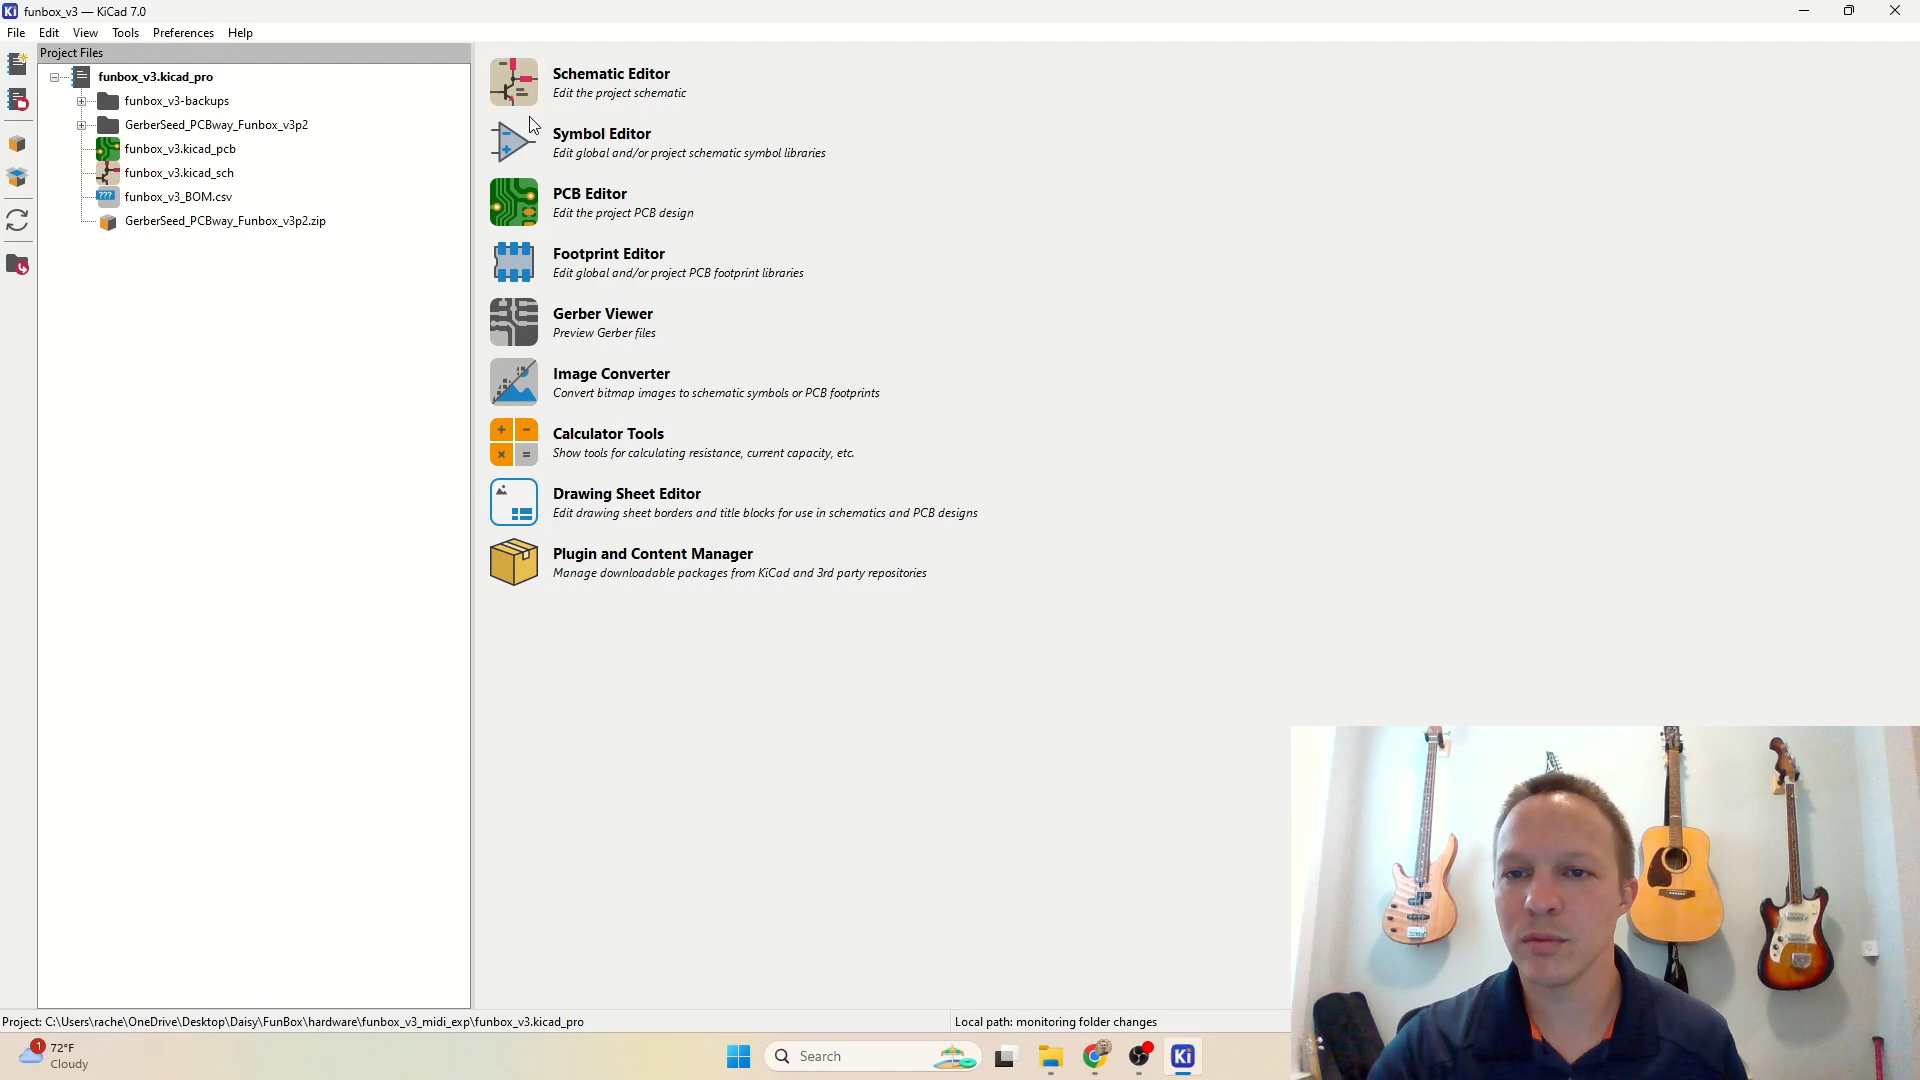 funbox_v3 — KiCad 7.0
File Edit View Tools Preferences Help
Project Files
funbox_v3.kicad_pro
funbox_v3-backups
GerberSeed_PCBway_Funbox_v3p2
funbox_v3.kicad_pcb
funbox_v3.kicad_sch
funbox_v3_BOM.csv
GerberSeed_PCBway_Funbox_v3p2.zip
Schematic Editor
Edit the project schematic
Symbol Editor
Edit global and/or project schematic symbol libraries
PCB Editor
Edit the project PCB design
Footprint Editor
Edit global and/or project PCB footprint libraries
Gerber Viewer
Preview Gerber files
Image Converter
Convert bitmap images to schematic symbols or PCB footprints
Calculator Tools
Show tools for calculating resistance, current capacity, etc.
Drawing Sheet Editor
Edit drawing sheet borders and title blocks for use in schematics and PCB designs
Plugin and Content Manager
Manage downloadable packages from KiCad and 3rd party repositories
Project: C:\Users\rache\OneDrive\Desktop\Daisy\FunBox\hardware\funbox_v3_midi_exp\funbox_v3.kicad_pro
Local path: monitoring folder changes
1
72°F
Cloudy
Search
Ki